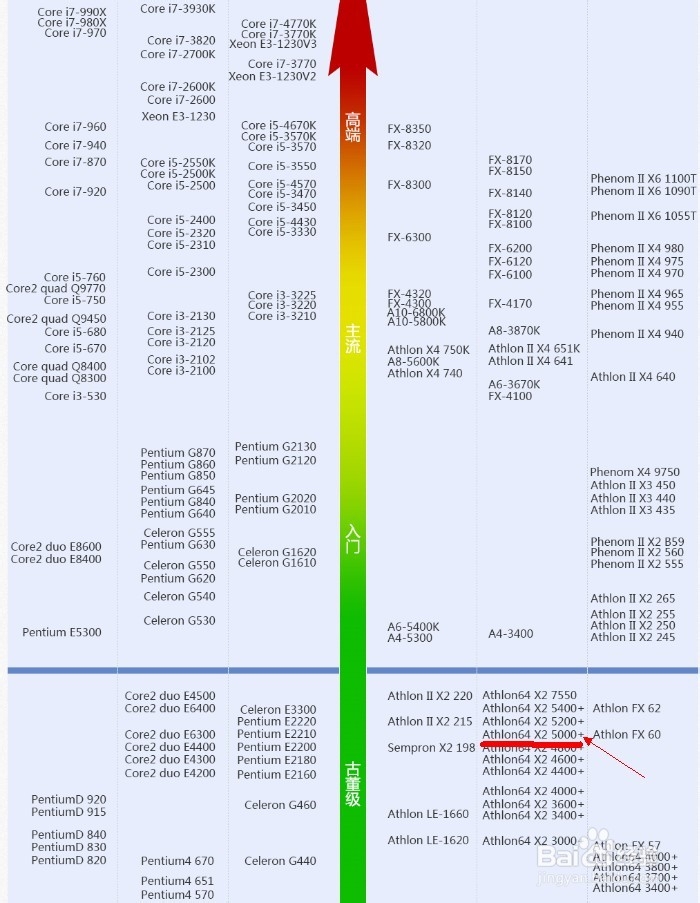 Core i7-990X
Core i7-980X
Core i7-970
Core i7-960
Core i7-940
Core i7-870
Core i7-920
Core i5-760
Core2 quad Q9770
Core i5-750
Core2 quad Q9450
Core i5-680
Core i5-670
Core quad Q8400
Core quad Q8300
Core i3-530
Core2 duo E8600
Core2 duo E8400
Pentium E5300
PentiumD 920
PentiumD 915
PentiumD 840
PentiumD 830
PentiumD 820
Core i7-3930K
Core i7-3820
Core i7-2700K
Core i7-2600K
Core i7-2600
Xeon E3-1230
Core i5-2550K
Core i5-2500K
Core i5-2500
Core i5-2400
Core i5-2320
Core i5-2310
Core i5-2300
Core i3-2130
Core i3-2125
Core i3-2120
Core i3-2102
Core i3-2100
Pentium G870
Pentium G860
Pentium G850
Pentium G645
Pentium G840
Pentium G640
Celeron G555
Pentium G630
Celeron G550
Pentium G620
Celeron G540
Celeron G530
Core2 duo E4500
Core2 duo E6400
Core2 duo E6300
Core2 duo E4400
Core2 duo E4300
Core2 duo E4200
Pentium4 670
Pentium4 651
Pentium4 570
Core i7-4770K
Core i7-3770K
Xeon E3-1230V3
Core i7-3770
Xeon E3-1230V2
Core i5-4670K
Core i5-3570K
Core i5-3570
Core i5-3550
Core i5-4570
Core i5-3470
Core i5-3450
Core i5-4430
Core i5-3330
Core i3-3225
Core i3-3220
Core i3-3210
Pentium G2130
Pentium G2120
Pentium G2020
Pentium G2010
Celeron G1620
Celeron G1610
Celeron E3300
Pentium E2220
Pentium E2210
Pentium E2200
Pentium E2180
Pentium E2160
Celeron G460
Celeron G440
高端
主流
入门
古董级
FX-8350
FX-8320
FX-8300
FX-6300
FX-4320
FX-4300
A10-6800K
A10-5800K
Athlon X4 750K
A8-5600K
Athlon X4 740
A6-5400K
A4-5300
Athlon II X2 220
Athlon II X2 215
Sempron X2 198
Athlon LE-1660
Athlon LE-1620
FX-8170
FX-8150
FX-8140
FX-8120
FX-8100
FX-6200
FX-6120
FX-6100
FX-4170
A8-3870K
Athlon II X4 651K
Athlon II X4 641
A6-3670K
FX-4100
A4-3400
Athlon64 X2 7550
Athlon64 X2 5400+
Athlon64 X2 5200+
Athlon64 X2 5000+
Athlon64 X2 4800+
Athlon64 X2 4600+
Athlon64 X2 4400+
Athlon64 X2 4000+
Athlon64 X2 3600+
Athlon64 X2 3400+
Athlon64 X2 3000+
Phenom II X6 1100T
Phenom II X6 1090T
Phenom II X6 1055T
Phenom II X4 980
Phenom II X4 975
Phenom II X4 970
Phenom II X4 965
Phenom II X4 955
Phenom II X4 940
Athlon II X4 640
Phenom X4 9750
Athlon II X3 450
Athlon II X3 440
Athlon II X3 435
Phenom II X2 B59
Phenom II X2 560
Phenom II X2 555
Athlon II X2 265
Athlon II X2 255
Athlon II X2 250
Athlon II X2 245
Athlon FX 62
Athlon FX 60
Athlon FX 57
Athlon64 3800+
Athlon64 3700+
Athlon64 3400+
Baidu经验